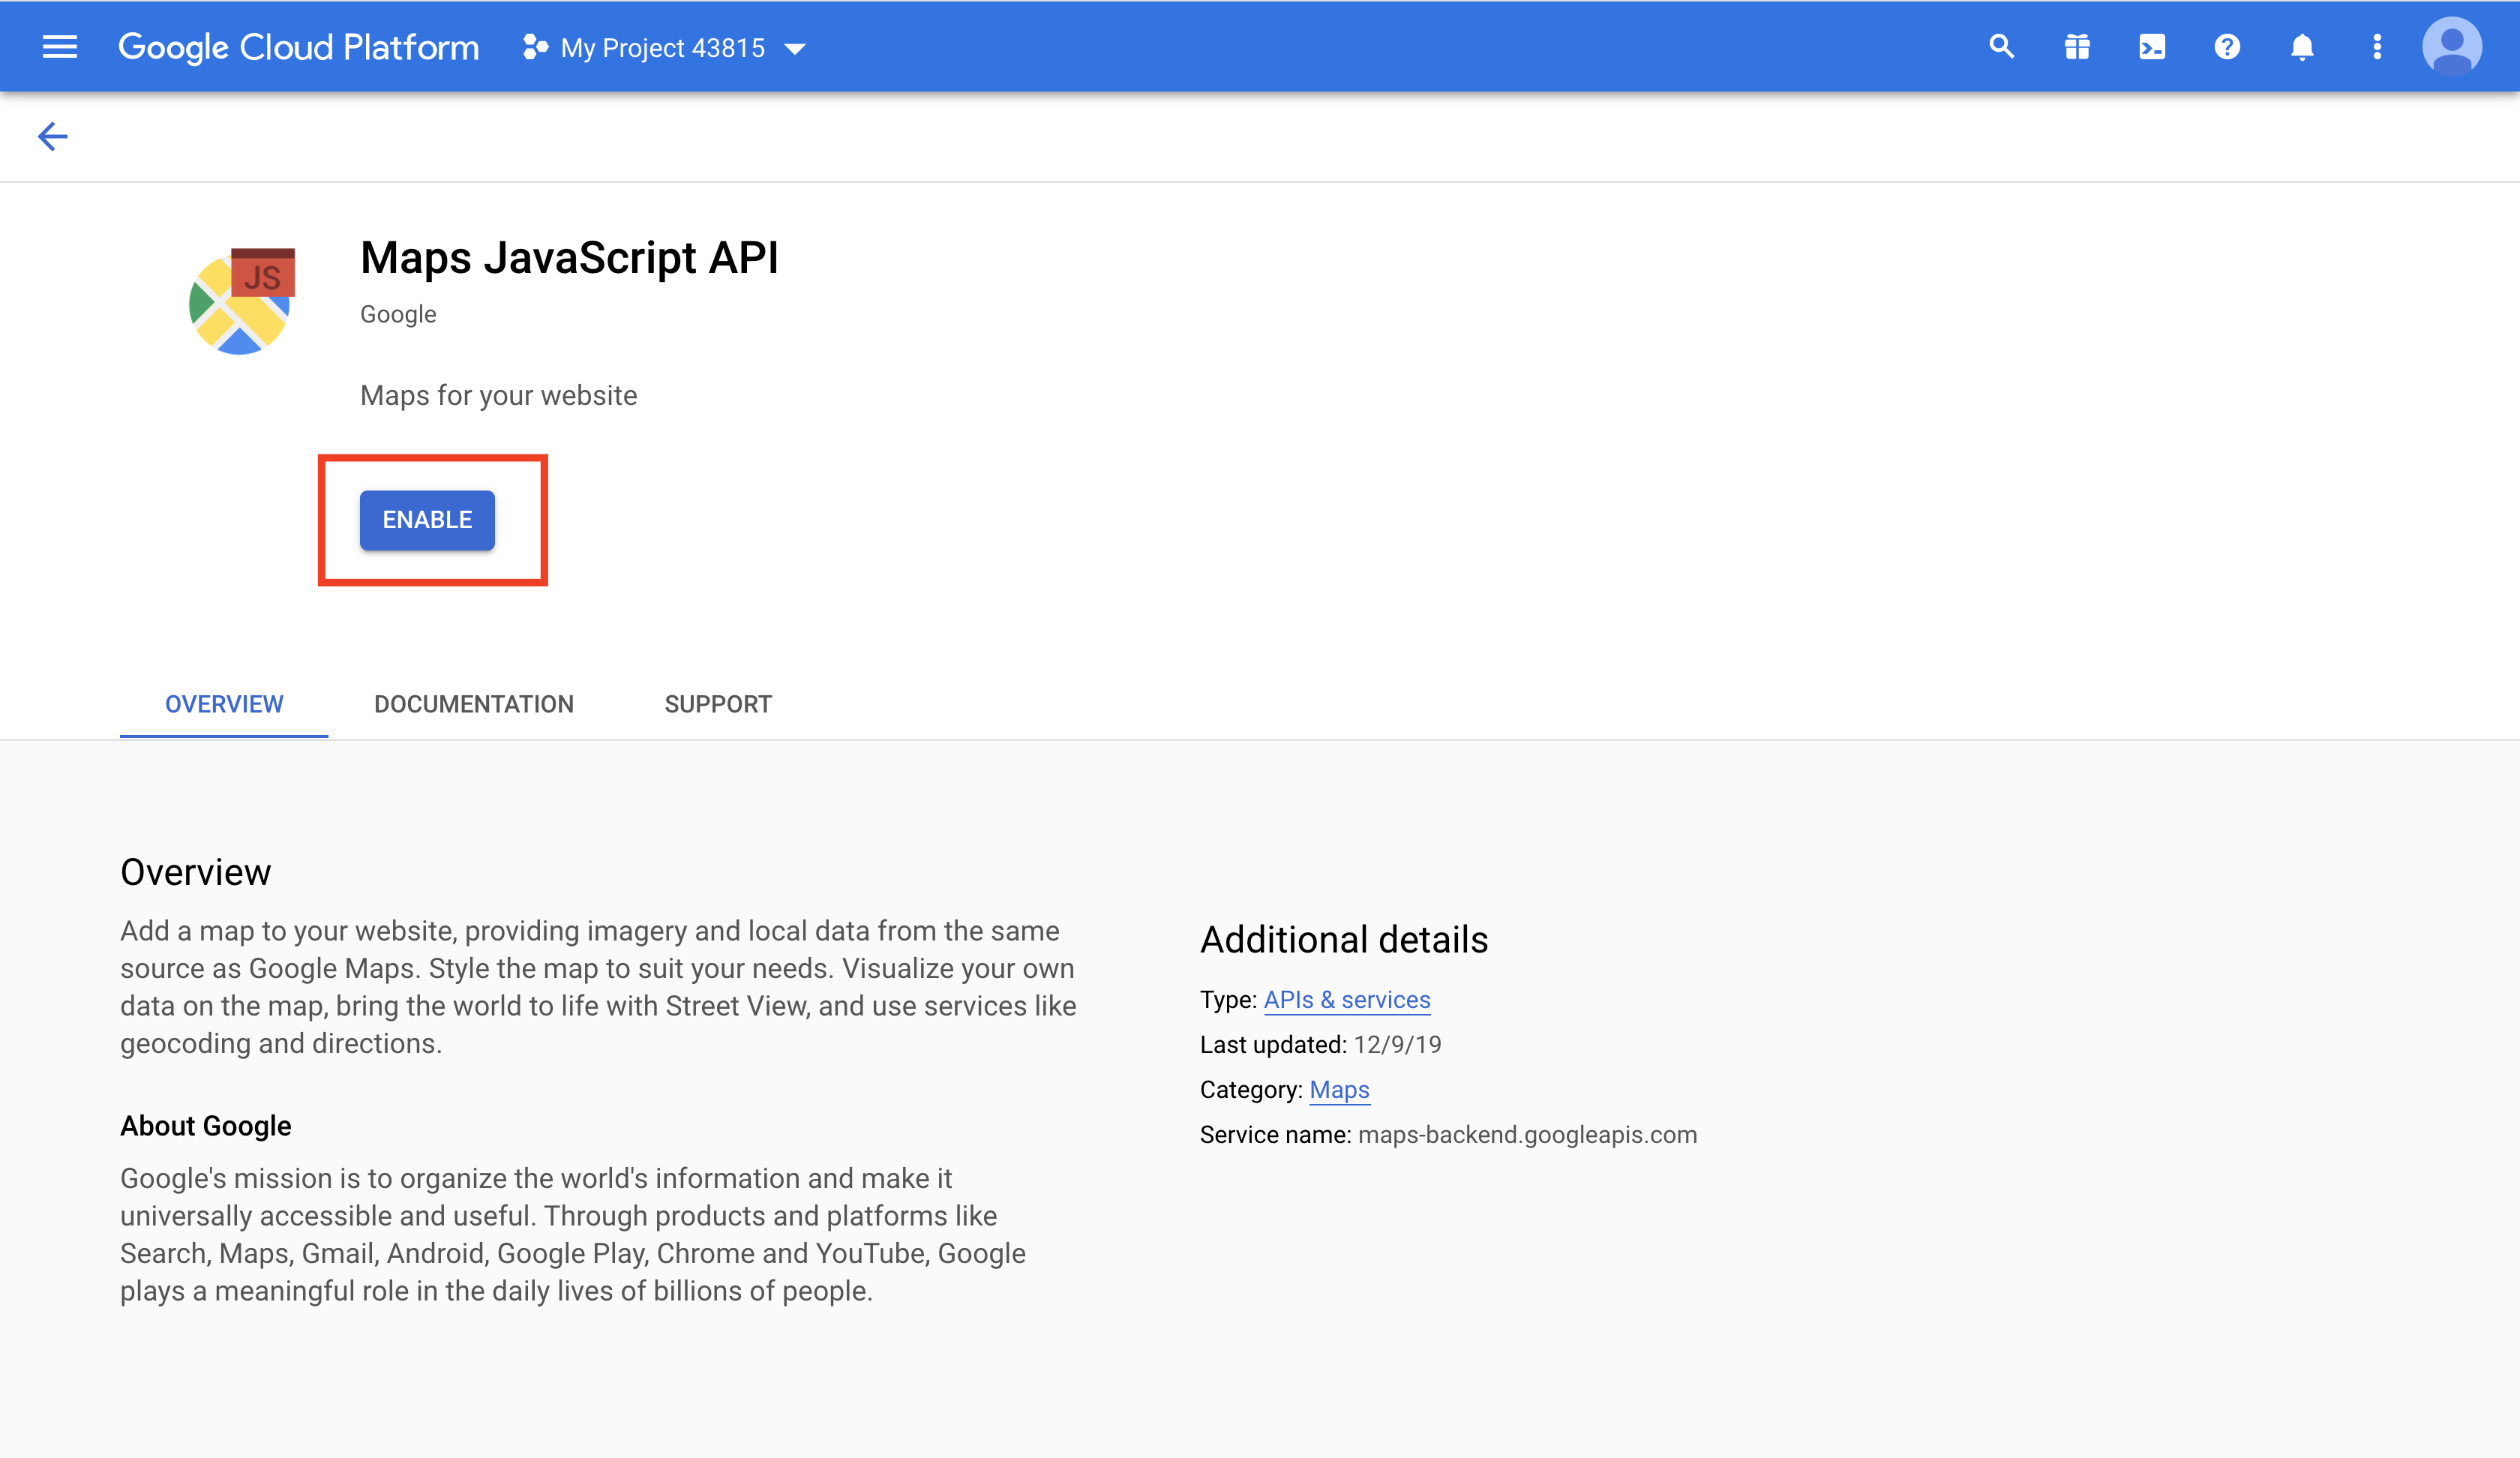 Google Cloud Platform
My Project 43815
JS
Maps JavaScript API
Google
Maps for your website
ENABLE
OVERVIEW DOCUMENTATION SUPPORT
Overview
Add a map to your website, providing imagery and local data from the same
source as Google Maps. Style the map to suit your needs. Visualize your own
data on the map, bring the world to life with Street View, and use services like
geocoding and directions.
About Google
Google's mission is to organize the world's information and make it
universally accessible and useful. Through products and platforms like
Search, Maps, Gmail, Android, Google Play, Chrome and YouTube, Google
plays a meaningful role in the daily lives of billions of people.
Additional details
Type: APIs & services
Last updated: 12/9/19
Category: Maps
Service name: maps-backend.googleapis.com